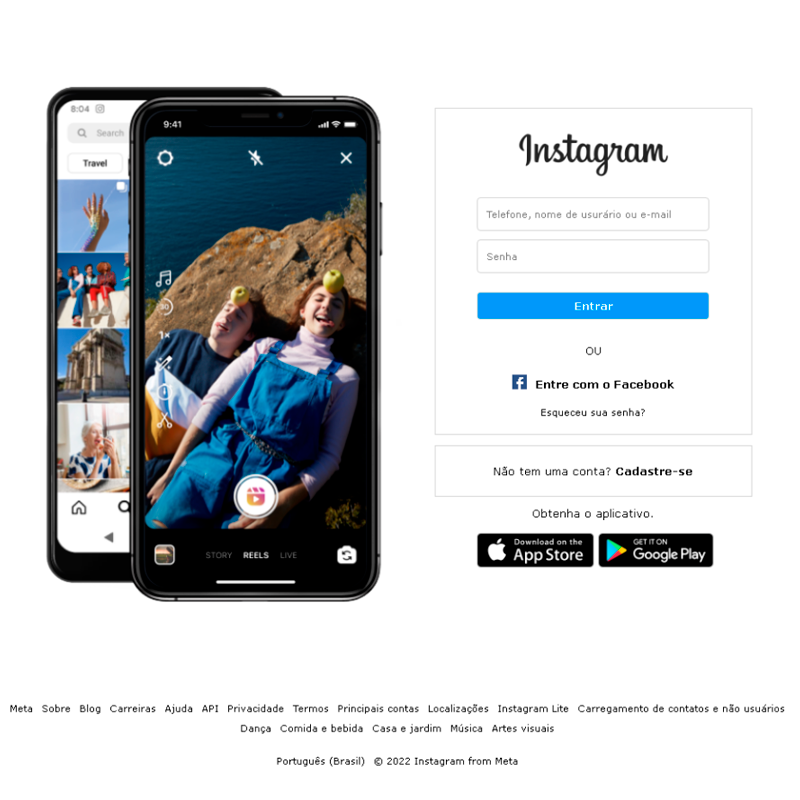 8:04
Search
Travel
9:41
30
1x
STORY REELS LIVE
Instagram
Telefone, nome de usurário ou e-mail
Senha
Entrar
OU
Entre com o Facebook
Esqueceu sua senha?
Não tem uma conta? Cadastre-se
Obtenha o aplicativo.
Download on the
App Store
GET IT ON
Google Play
Meta Sobre Blog Carreiras Ajuda API Privacidade Termos Principais contas Localizações Instagram Lite Carregamento de contatos e não usuários
Dança Comida e bebida Casa e jardim Música Artes visuais
Português (Brasil) © 2022 Instagram from Meta